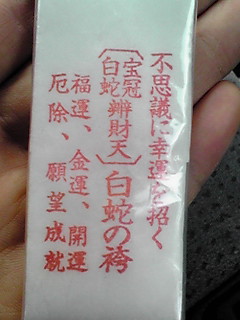 不思議に幸運を招く
〔宝冠白蛇辨財天〕白蛇の袴
福運、金運、開運
厄除、願望成就